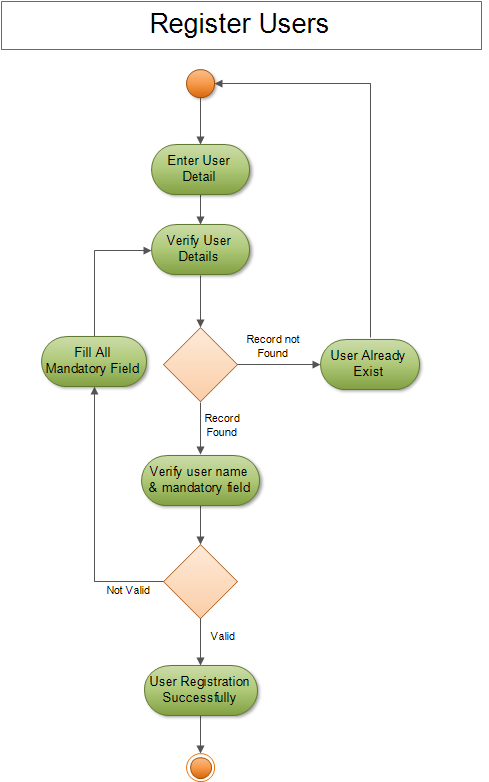 Register Users
Enter User
Detail
Verify User
Details
Record not
Found
User Already
Exist
Fill All
Mandatory Field
Record
Found
Verify user name
& mandatory field
Not Valid
Valid
User Registration
Successfully